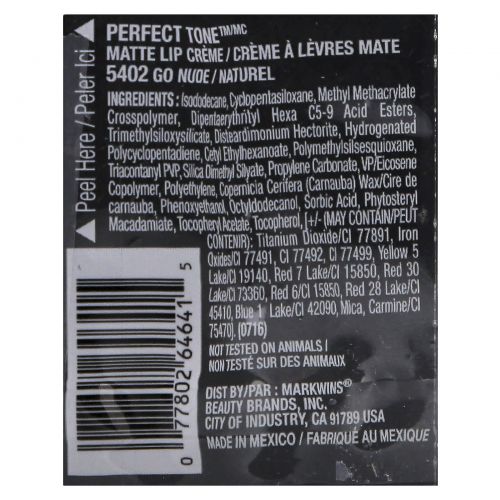 PERFECT TONE™/MC
MATTE LIP CRÈME / CRÈME À LÈVRES MATE
5402 GO NUDE / NATUREL
INGREDIENTS: Isododecane, Cyclopentasiloxane, Methyl Methacrylate
Crosspolymer, Dipentaerythrityl Hexa C5-9 Acid Esters,
Trimethylsiloxysilicate, Disteardimonium Hectorite, Hydrogenated
Polycyclopentadiene, Cetyl Ethylhexanoate, Polymethylsilsesquioxane,
Triacontanyl PVP, Silica Dimethyl Silylate, Propylene Carbonate, VP/Eicosene
Copolymer, Polyethylene, Copernicia Cerifera (Carnauba) Wax/Cire de
carnauba, Phenoxyethanol, Octyldodecanol, Sorbic Acid, Phytosteryl
Macadamiate, Tocopheryl Acetate, Tocopherol, [+/- (MAY CONTAIN/PEUT
CONTENIR): Titanium Dioxide/CI 77891, Iron
Oxides/CI 77491, CI 77492, CI 77499, Yellow 5
Lake/CI 19140, Red 7 Lake/CI 15850, Red 30
Lake/CI 73360, Red 6/CI 15850, Red 28 Lake/CI
45410, Blue 1 Lake/CI 42090, Mica, Carmine/CI
75470]. (0716)
NOT TESTED ON ANIMALS /
NON TESTÉ SUR DES ANIMAUX
DIST BY/PAR : MARKWINS®
BEAUTY BRANDS, INC.
CITY OF INDUSTRY, CA 91789 USA
MADE IN MEXICO / FABRIQUÉ AU MEXIQUE
Peel Here / Peler Ici
0 77802 64641 5